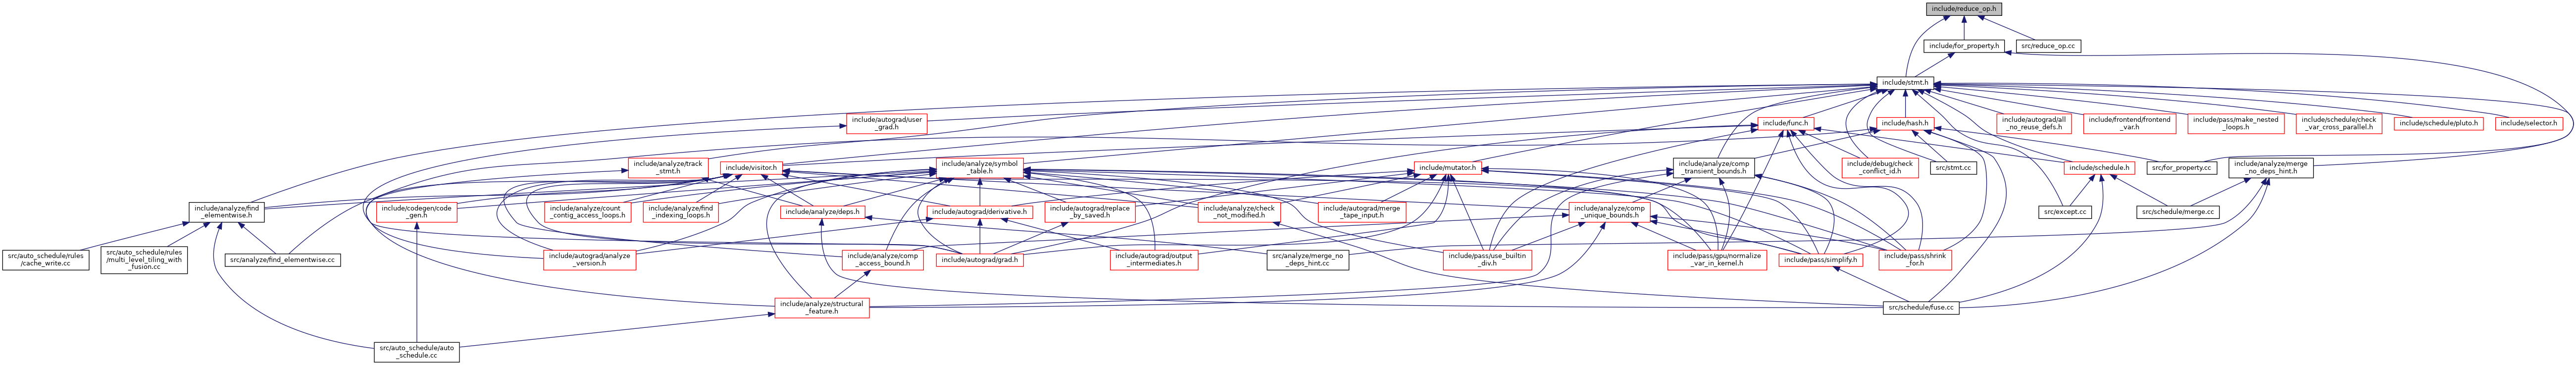 include/reduce_op.h
include/for_property.h
src/reduce_op.cc
include/stmt.h
include/autograd/user
_grad.h
include/func.h
include/hash.h
include/autograd/all
_no_reuse_defs.h
include/frontend/frontend
_var.h
include/pass/make_nested
_loops.h
include/schedule/check
_var_cross_parallel.h
include/schedule/pluto.h
include/selector.h
include/analyze/track
_stmt.h
include/visitor.h
include/analyze/symbol
_table.h
include/mutator.h
include/analyze/comp
_transient_bounds.h
include/debug/check
_conflict_id.h
src/stmt.cc
include/schedule.h
src/for_property.cc
include/analyze/merge
_no_deps_hint.h
include/analyze/find
_elementwise.h
include/codegen/code
_gen.h
include/analyze/count
_contig_access_loops.h
include/analyze/find
_indexing_loops.h
include/analyze/deps.h
include/autograd/derivative.h
include/autograd/replace
_by_saved.h
include/analyze/check
_not_modified.h
include/autograd/merge
_tape_input.h
include/analyze/comp
_unique_bounds.h
src/except.cc
src/schedule/merge.cc
src/auto_schedule/rules
/cache_write.cc
src/auto_schedule/rules
/multi_level_tiling_with
_fusion.cc
src/analyze/find_elementwise.cc
include/autograd/analyze
_version.h
include/analyze/comp
_access_bound.h
include/autograd/grad.h
include/autograd/output
_intermediates.h
src/analyze/merge_no
_deps_hint.cc
include/pass/use_builtin
_div.h
include/pass/gpu/normalize
_var_in_kernel.h
include/pass/simplify.h
include/pass/shrink
_for.h
include/analyze/structural
_feature.h
src/schedule/fuse.cc
src/auto_schedule/auto
_schedule.cc